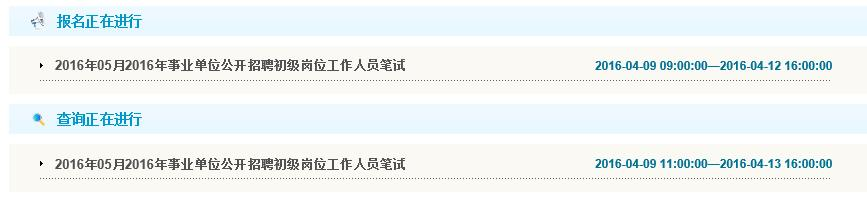 报名正在进行
2016年05月2016年事业单位公开招聘初级岗位工作人员笔试 2016-04-09 09:00:00—2016-04-12 16:00:00
查询正在进行
2016年05月2016年事业单位公开招聘初级岗位工作人员笔试 2016-04-09 11:00:00—2016-04-13 16:00:00